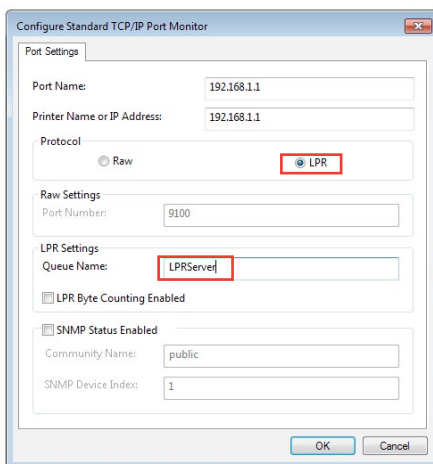 Configure Standard TCP/IP Port Monitor
Port Settings
Port Name: 192.168.1.1
Printer Name or IP Address: 192.168.1.1
Protocol
Raw LPR
Raw Settings
Port Number: 9100
LPR Settings
Queue Name: LPRServer
LPR Byte Counting Enabled
SNMP Status Enabled
Community Name: public
SNMP Device Index: 1
OK Cancel